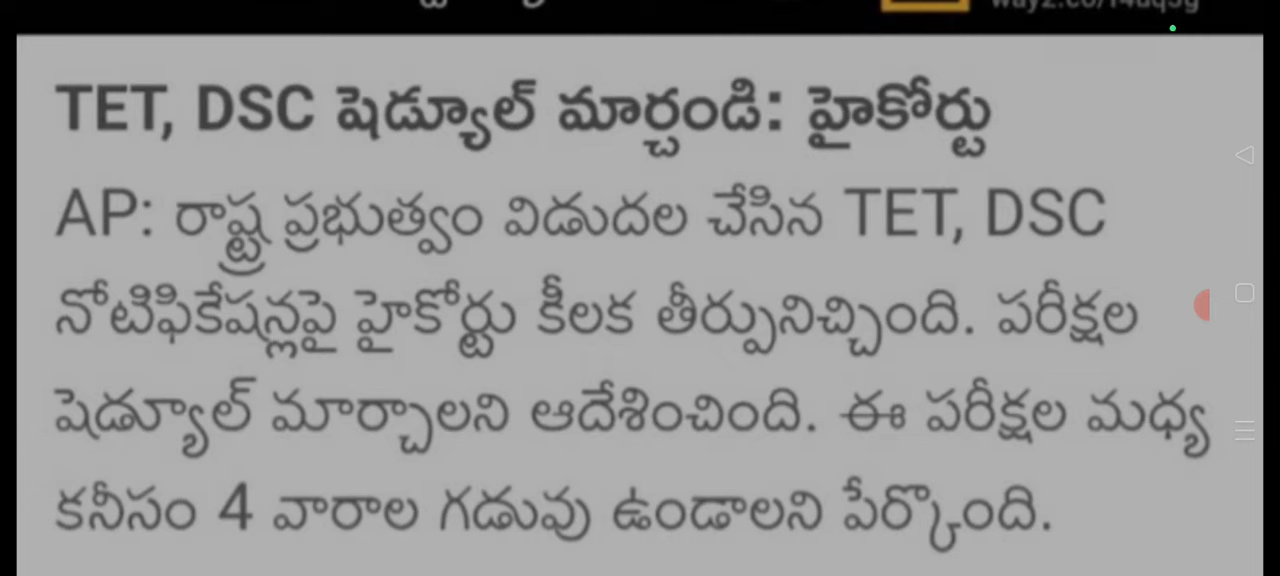 TET, DSC షెడ్యూల్ మార్చండి: హైకోర్టు
AP: రాష్ట్ర ప్రభుత్వం విడుదల చేసిన TET, DSC
నోటిఫికేషన్లపై హైకోర్టు కీలక తీర్పునిచ్చింది. పరీక్షల
షెడ్యూల్ మార్చాలని ఆదేశించింది. ఈ పరీక్షల మధ్య
కనీసం 4 వారాల గడువు ఉండాలని పేర్కొంది.